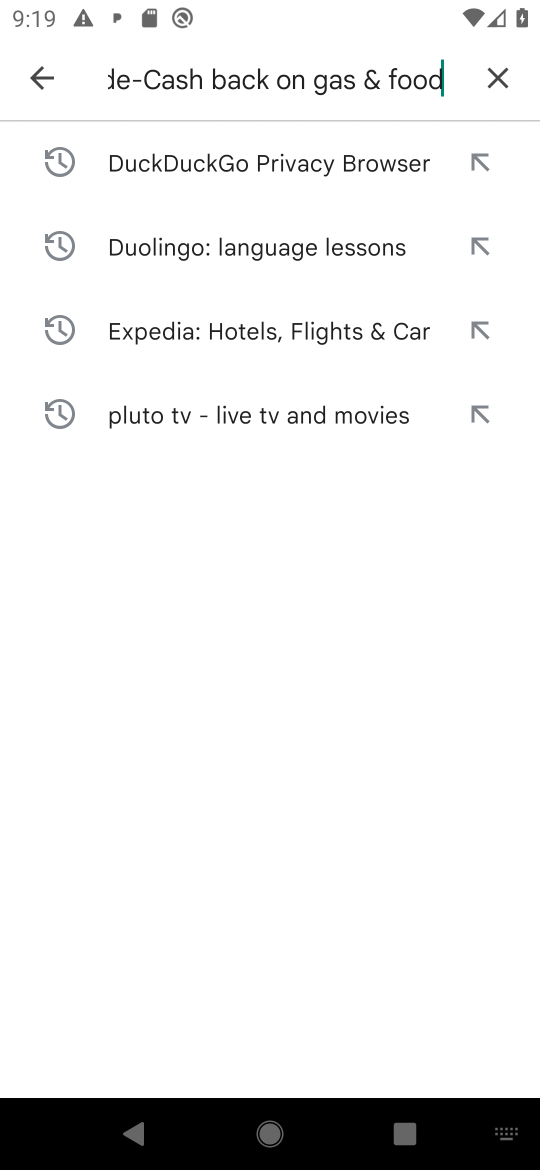 9:19
de-Cash back on gas & food
DuckDuckGo Privacy Browser
Duolingo: language lessons
Expedia: Hotels, Flights & Car
pluto tv - live tv and movies